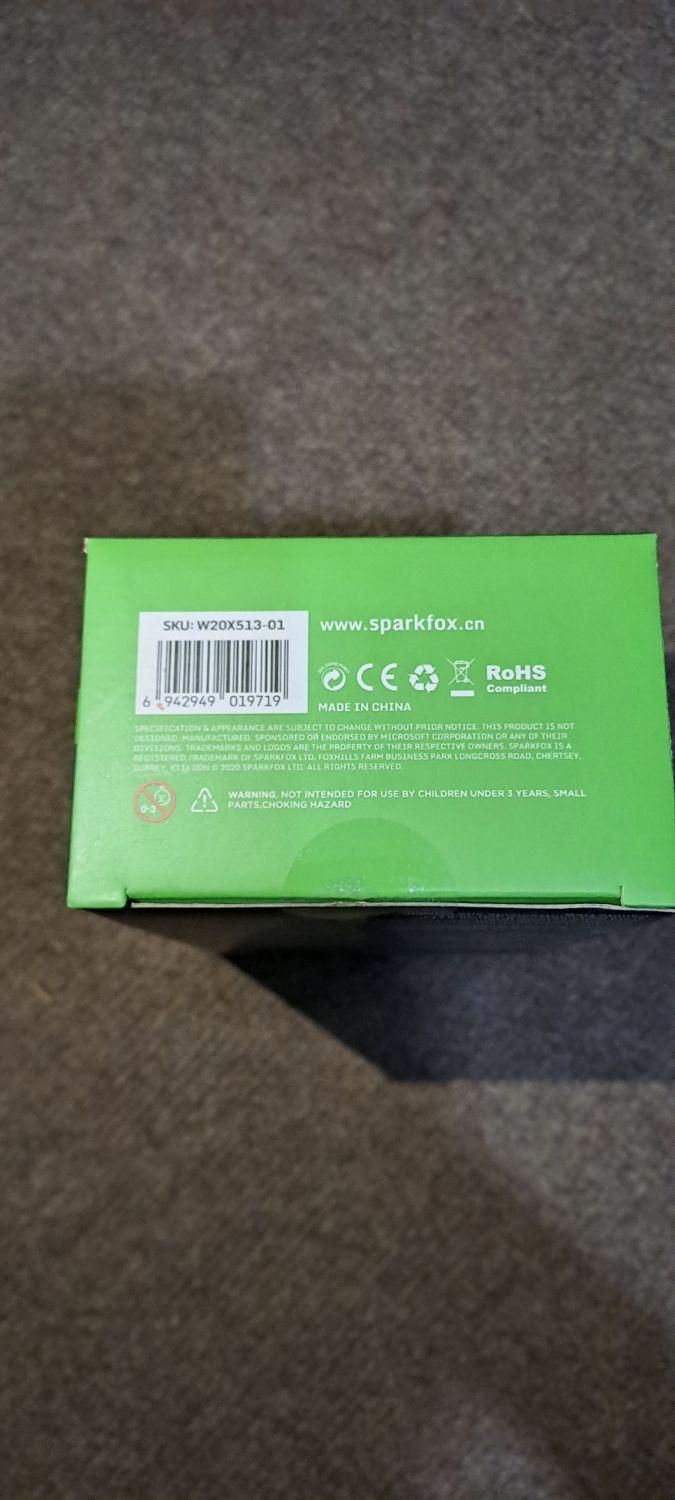 SKU: W20X513-01
6 942949 019719
www.sparkfox.cn
CE
RoHS
Compliant
MADE IN CHINA
SPECIFICATION & APPEARANCE ARE SUBJECT TO CHANGE WITHOUT PRIOR NOTICE. THIS PRODUCT IS NOT
DESIGNED, MANUFACTURED, SPONSORED OR ENDORSED BY MICROSOFT CORPORATION OR ANY OF THEIR
DIVISIONS. TRADEMARKS AND LOGOS ARE THE PROPERTY OF THEIR RESPECTIVE OWNERS. SPARKFOX IS A
REGISTERED TRADEMARK OF SPARKFOX LTD. FOXHILLS FARM BUSINESS PARK LONGCROSS ROAD, CHERTSEY,
SURREY, KT16 0DN © 2020 SPARKFOX LTD. ALL RIGHTS RESERVED.
0-3
WARNING, NOT INTENDED FOR USE BY CHILDREN UNDER 3 YEARS, SMALL
PARTS,CHOKING HAZARD